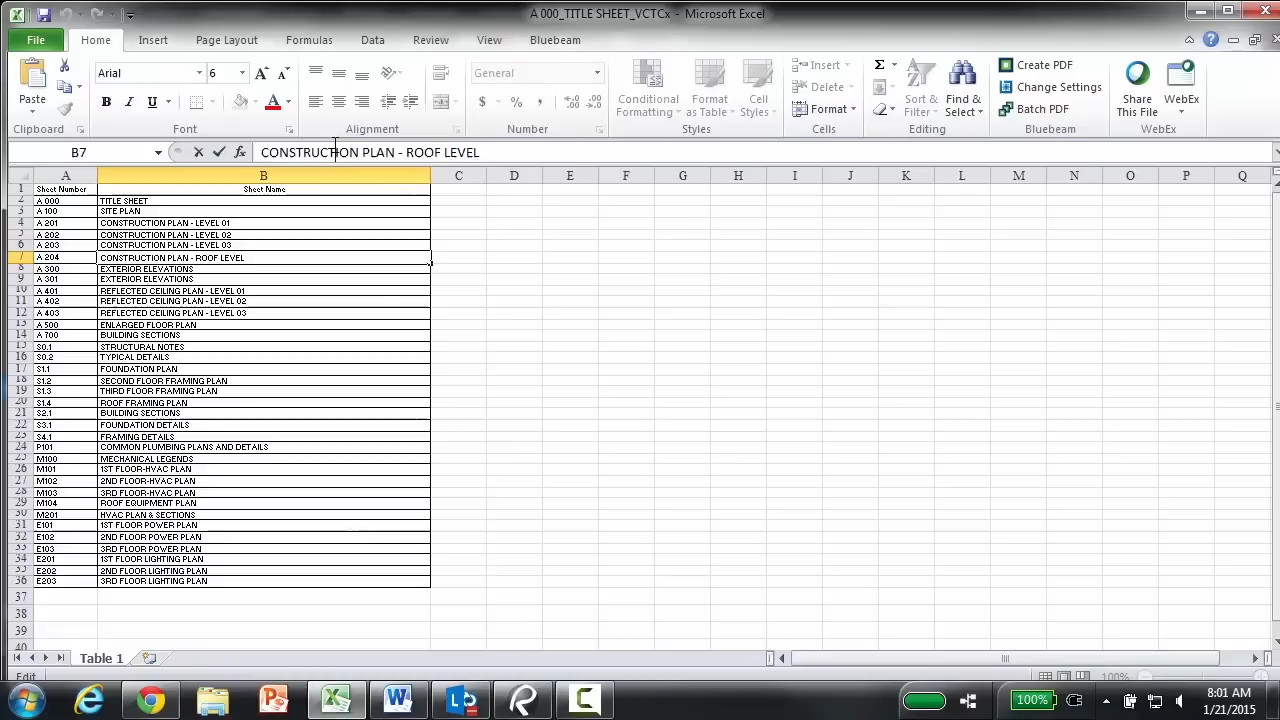 A 000_TITLE SHEET_VCTCx - Microsoft Excel
File Home Insert Page Layout Formulas Data Review View Bluebeam
Arial 6 General Σ Insert Create PDF
Paste B I U A $ % , Conditional Formatting Format as Table Cell Styles Delete Format Sort & Filter Find & Select Change Settings Batch PDF Share This File WebEx
Clipboard Font Alignment Number Styles Cells Editing Bluebeam WebEx
B7 fx CONSTRUCTION PLAN - ROOF LEVEL
A B C D E F G H I J K L M N O P Q
1 Sheet Number Sheet Name
2 A 000 TITLE SHEET
3 A 100 SITE PLAN
4 A 201 CONSTRUCTION PLAN - LEVEL 01
5 A 202 CONSTRUCTION PLAN - LEVEL 02
6 A 203 CONSTRUCTION PLAN - LEVEL 03
7 A 204 CONSTRUCTION PLAN - ROOF LEVEL
8 A 300 EXTERIOR ELEVATIONS
9 A 301 EXTERIOR ELEVATIONS
10 A 401 REFLECTED CEILING PLAN - LEVEL 01
11 A 402 REFLECTED CEILING PLAN - LEVEL 02
12 A 403 REFLECTED CEILING PLAN - LEVEL 03
13 A 500 ENLARGED FLOOR PLAN
14 A 700 BUILDING SECTIONS
15 S0.1 STRUCTURAL NOTES
16 S0.2 TYPICAL DETAILS
17 S1.1 FOUNDATION PLAN
18 S1.2 SECOND FLOOR FRAMING PLAN
19 S1.3 THIRD FLOOR FRAMING PLAN
20 S1.4 ROOF FRAMING PLAN
21 S2.1 BUILDING SECTIONS
22 S3.1 FOUNDATION DETAILS
23 S4.1 FRAMING DETAILS
24 P101 COMMON PLUMBING PLANS AND DETAILS
25 M100 MECHANICAL LEGENDS
26 M101 1ST FLOOR-HVAC PLAN
27 M102 2ND FLOOR-HVAC PLAN
28 M103 3RD FLOOR-HVAC PLAN
29 M104 ROOF EQUIPMENT PLAN
30 M201 HVAC PLAN & SECTIONS
31 E101 1ST FLOOR POWER PLAN
32 E102 2ND FLOOR POWER PLAN
33 E103 3RD FLOOR POWER PLAN
34 E201 1ST FLOOR LIGHTING PLAN
35 E202 2ND FLOOR LIGHTING PLAN
36 E203 3RD FLOOR LIGHTING PLAN
37
38
39
40
Table 1
Edit 100%
100% 8:01 AM
1/21/2015